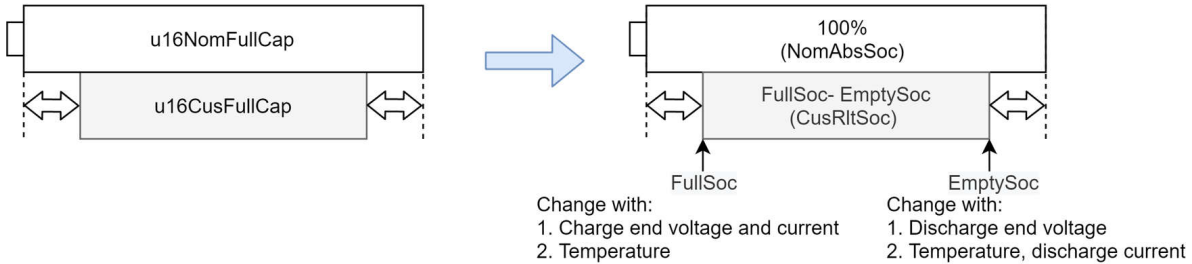 u16NomFullCap
u16CusFullCap
100%
(NomAbsSoc)
FullSoc- EmptySoc
(CusRltSoc)
FullSoc
Change with:
1. Charge end voltage and current
2. Temperature
EmptySoc
Change with:
1. Discharge end voltage
2. Temperature, discharge current